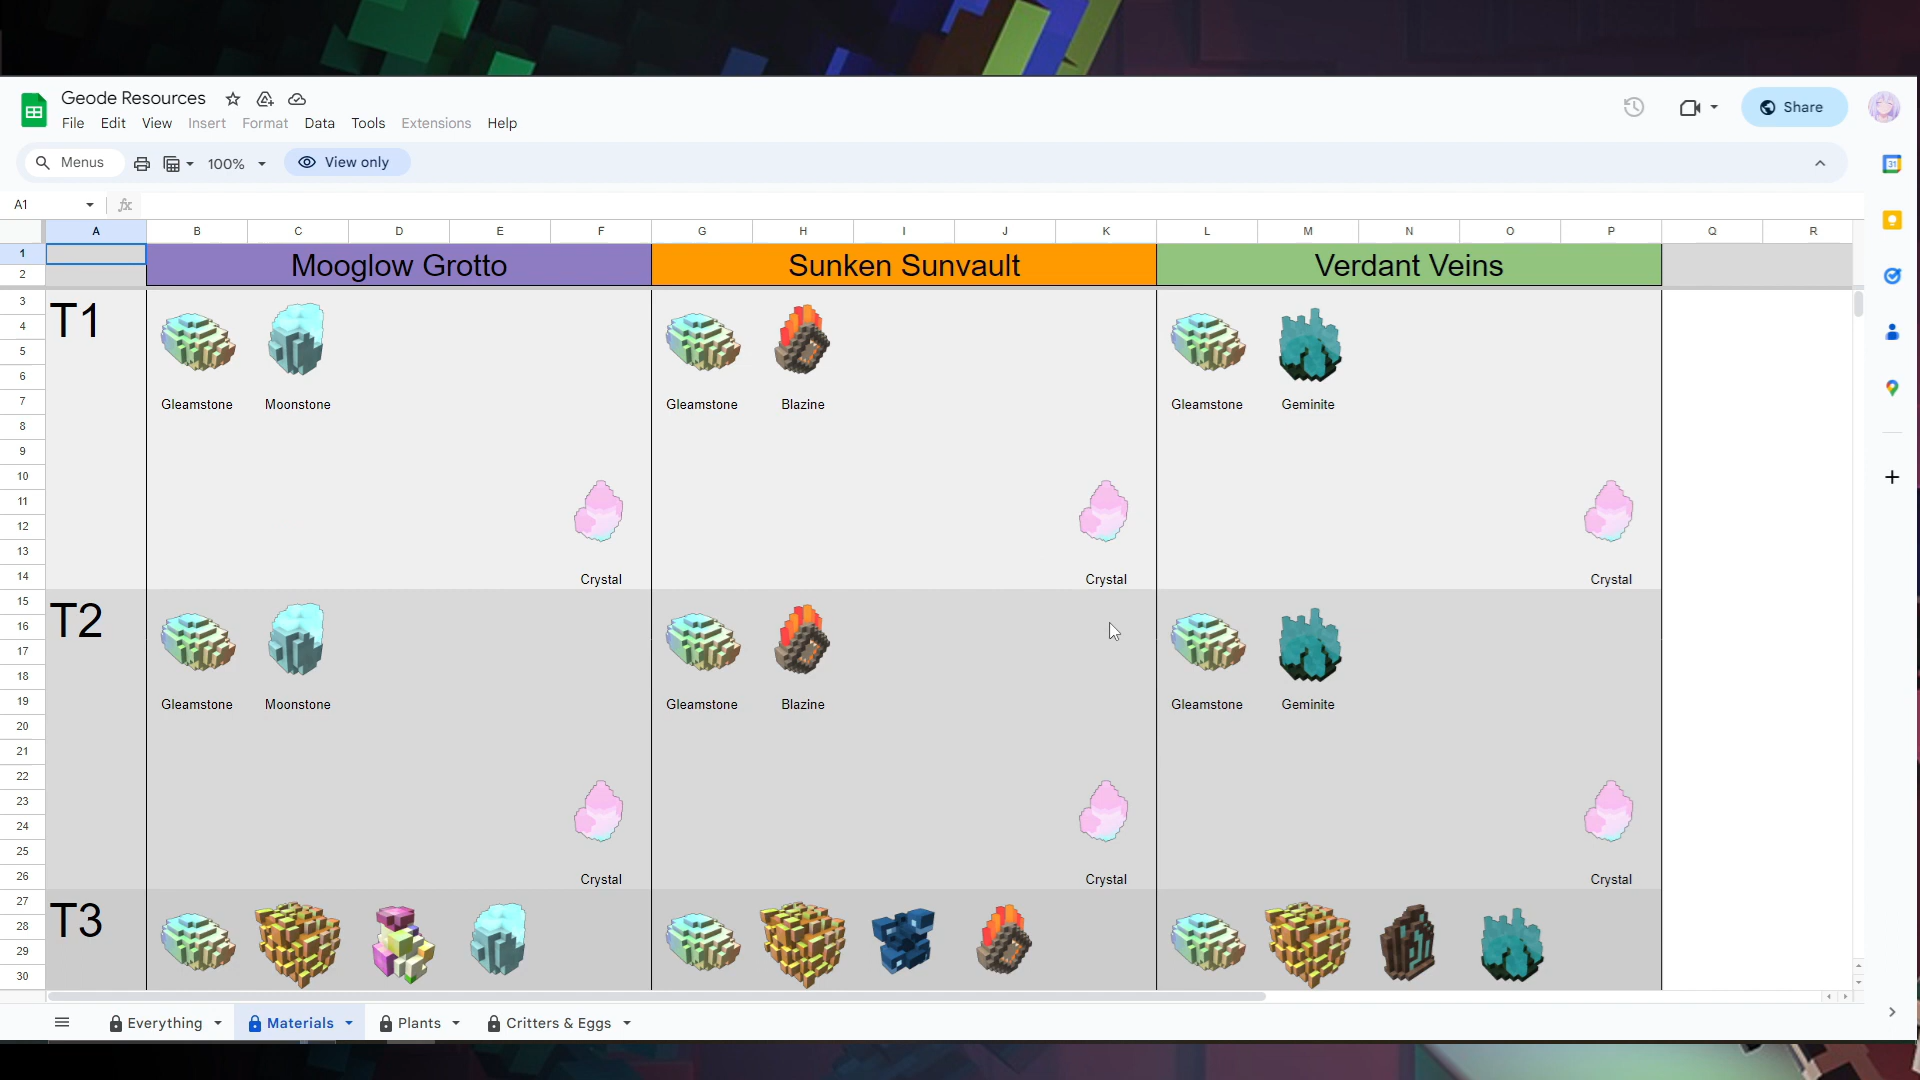 Geode Resources
File Edit View Insert Format Data Tools Extensions Help
Share
Menus 100% View only
31
A1 fx
A B C D E F G H I J K L M N O P Q R
1 Mooglow Grotto Sunken Sunvault Verdant Veins
2
3
T1
4
5
6
7 Gleamstone Moonstone Gleamstone Blazine Gleamstone Geminite
8
9
10
11
12
13
14 Crystal Crystal Crystal
15
T2
16
17
18
19 Gleamstone Moonstone Gleamstone Blazine Gleamstone Geminite
20
21
22
23
24
25
26 Crystal Crystal Crystal
27
T3
28
29
30
Everything Materials Plants Critters & Eggs